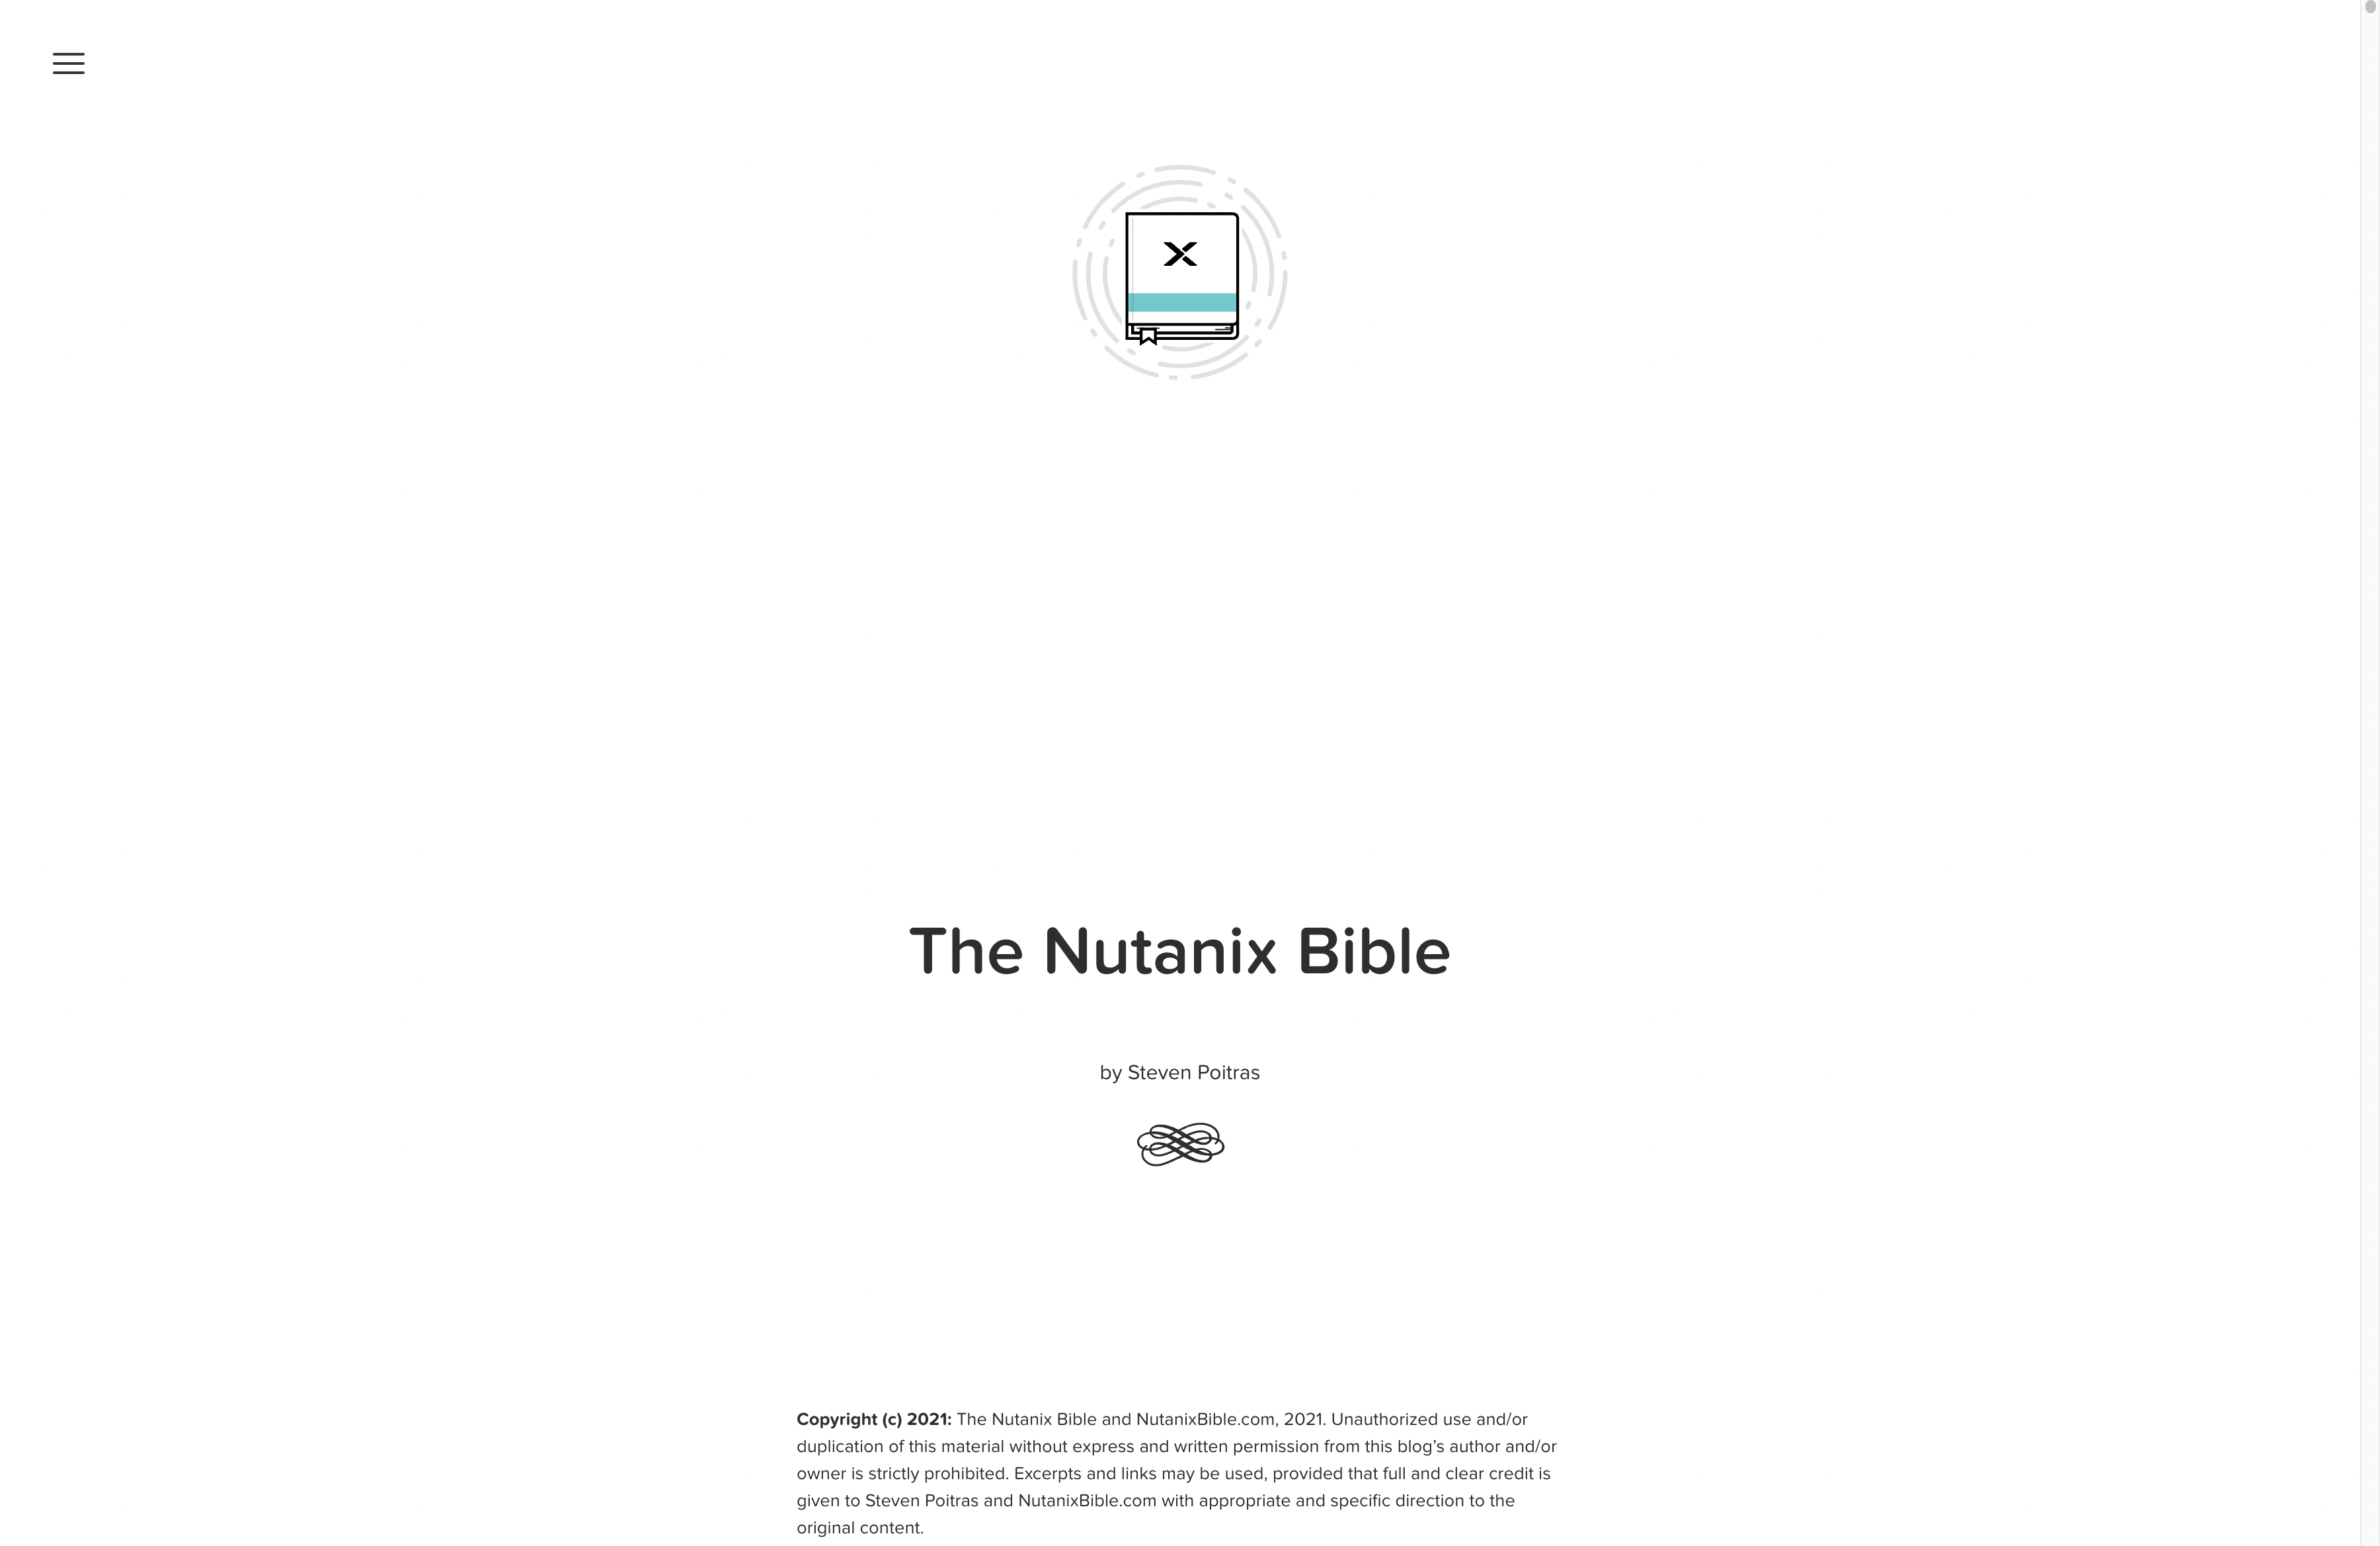 The Nutanix Bible
by Steven Poitras
Copyright (c) 2021: The Nutanix Bible and NutanixBible.com, 2021. Unauthorized use and/or
duplication of this material without express and written permission from this blog’s author and/or
owner is strictly prohibited. Excerpts and links may be used, provided that full and clear credit is
given to Steven Poitras and NutanixBible.com with appropriate and specific direction to the
original content.